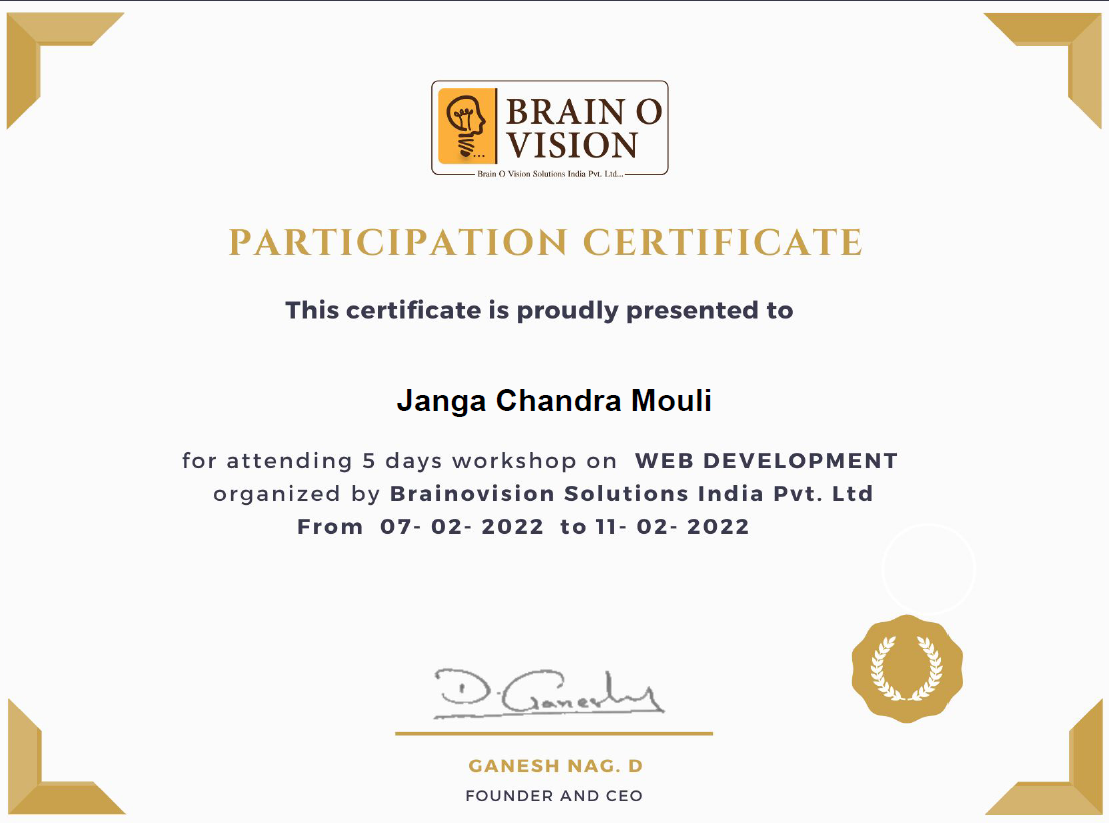 BRAIN O
VISION
Brain O Vision Solutions India Pvt. Ltd...
PARTICIPATION CERTIFICATE
This certificate is proudly presented to
Janga Chandra Mouli
for attending 5 days workshop on WEB DEVELOPMENT
organized by Brainovision Solutions India Pvt. Ltd
From 07- 02- 2022 to 11- 02- 2022
D. Ganesh
GANESH NAG. D
FOUNDER AND CEO